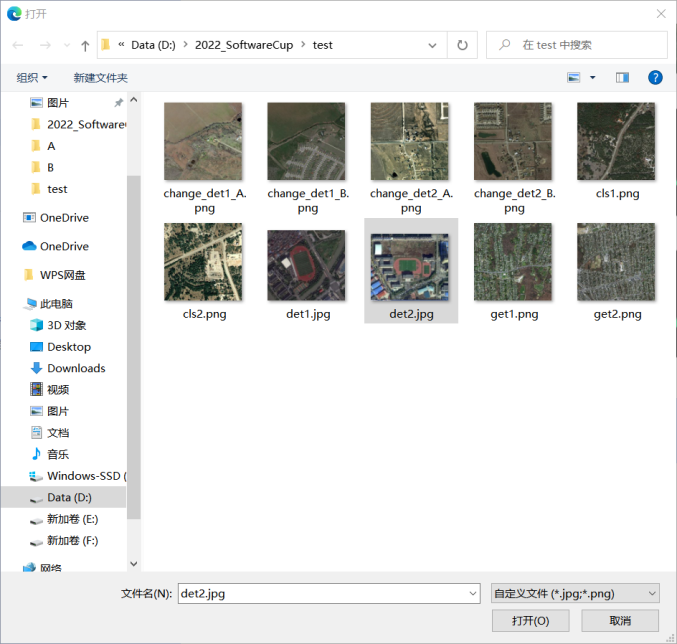 打开
« Data (D:) › 2022_SoftwareCup › test
在 test 中搜索
组织
新建文件夹
图片
2022_Software
A
B
test
OneDrive
OneDrive
WPS网盘
此电脑
3D 对象
Desktop
Downloads
视频
图片
文档
音乐
Windows-SSD (
Data (D:)
新加卷 (E:)
新加卷 (F:)
网络
change_det1_A.
png
change_det1_B.
png
change_det2_A.
png
change_det2_B.
png
cls1.png
cls2.png
det1.jpg
det2.jpg
get1.png
get2.png
文件名(N):
det2.jpg
自定义文件 (*.jpg;*.png)
打开(O)
取消